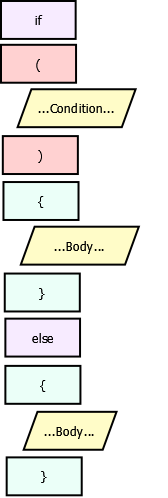 if
(
...Condition...
)
{
...Body...
}
else
{
...Body...
}